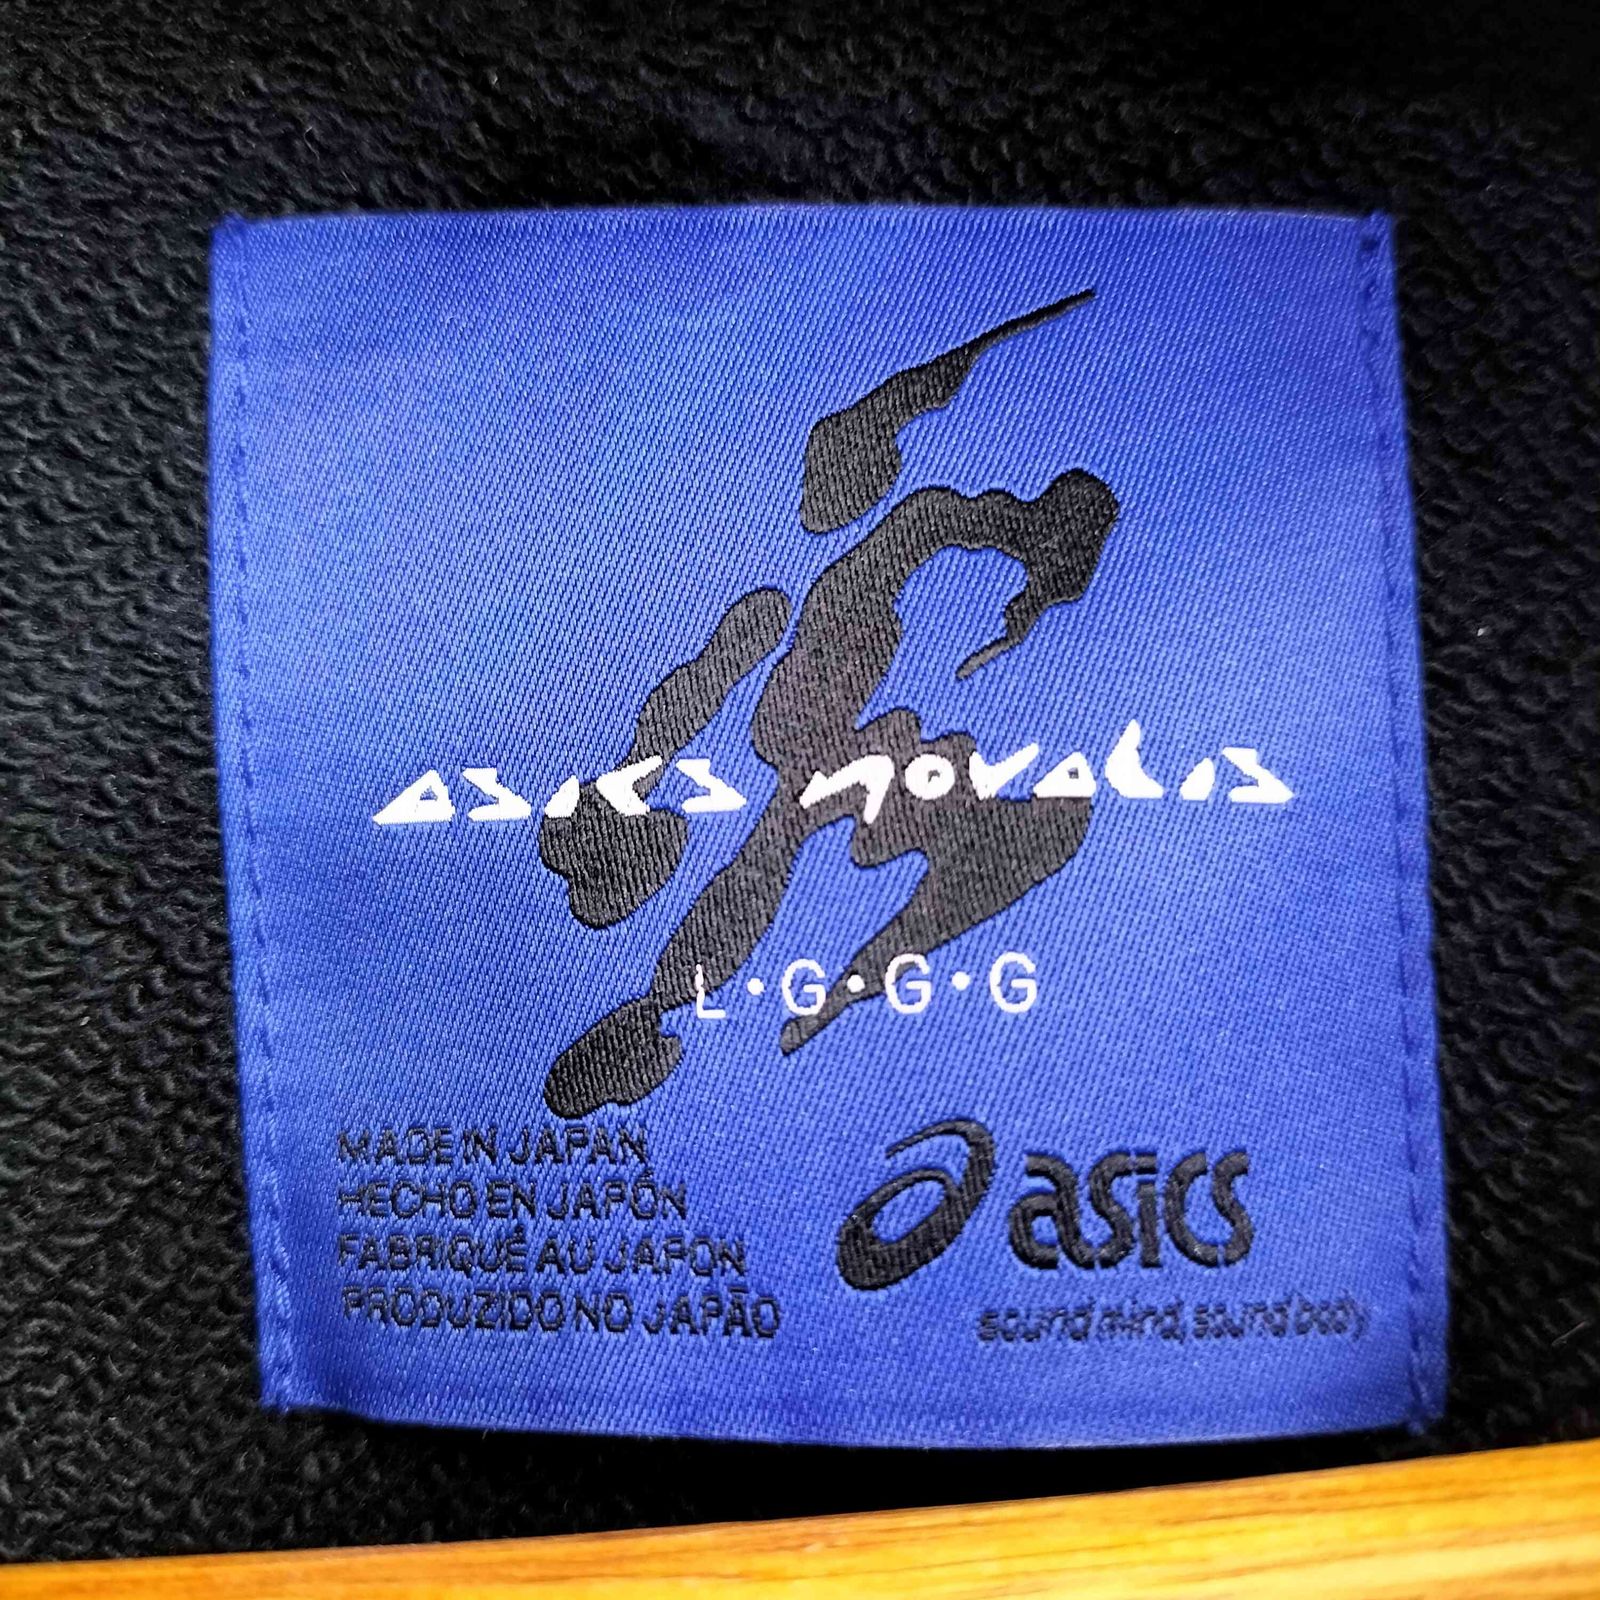 asics novalis
L·G·G·G
MADE IN JAPAN
HECHO EN JAPÓN
FABRIQUÉ AU JAPON
PRODUZIDO NO JAPÃO
asics
sound mind, sound body